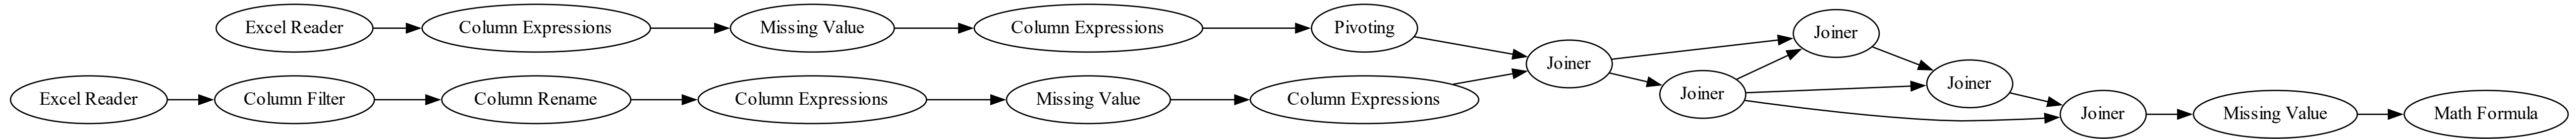 Excel Reader
Column Expressions
Missing Value
Column Expressions
Pivoting
Excel Reader
Column Filter
Column Rename
Column Expressions
Missing Value
Column Expressions
Joiner
Joiner
Joiner
Joiner
Joiner
Missing Value
Math Formula